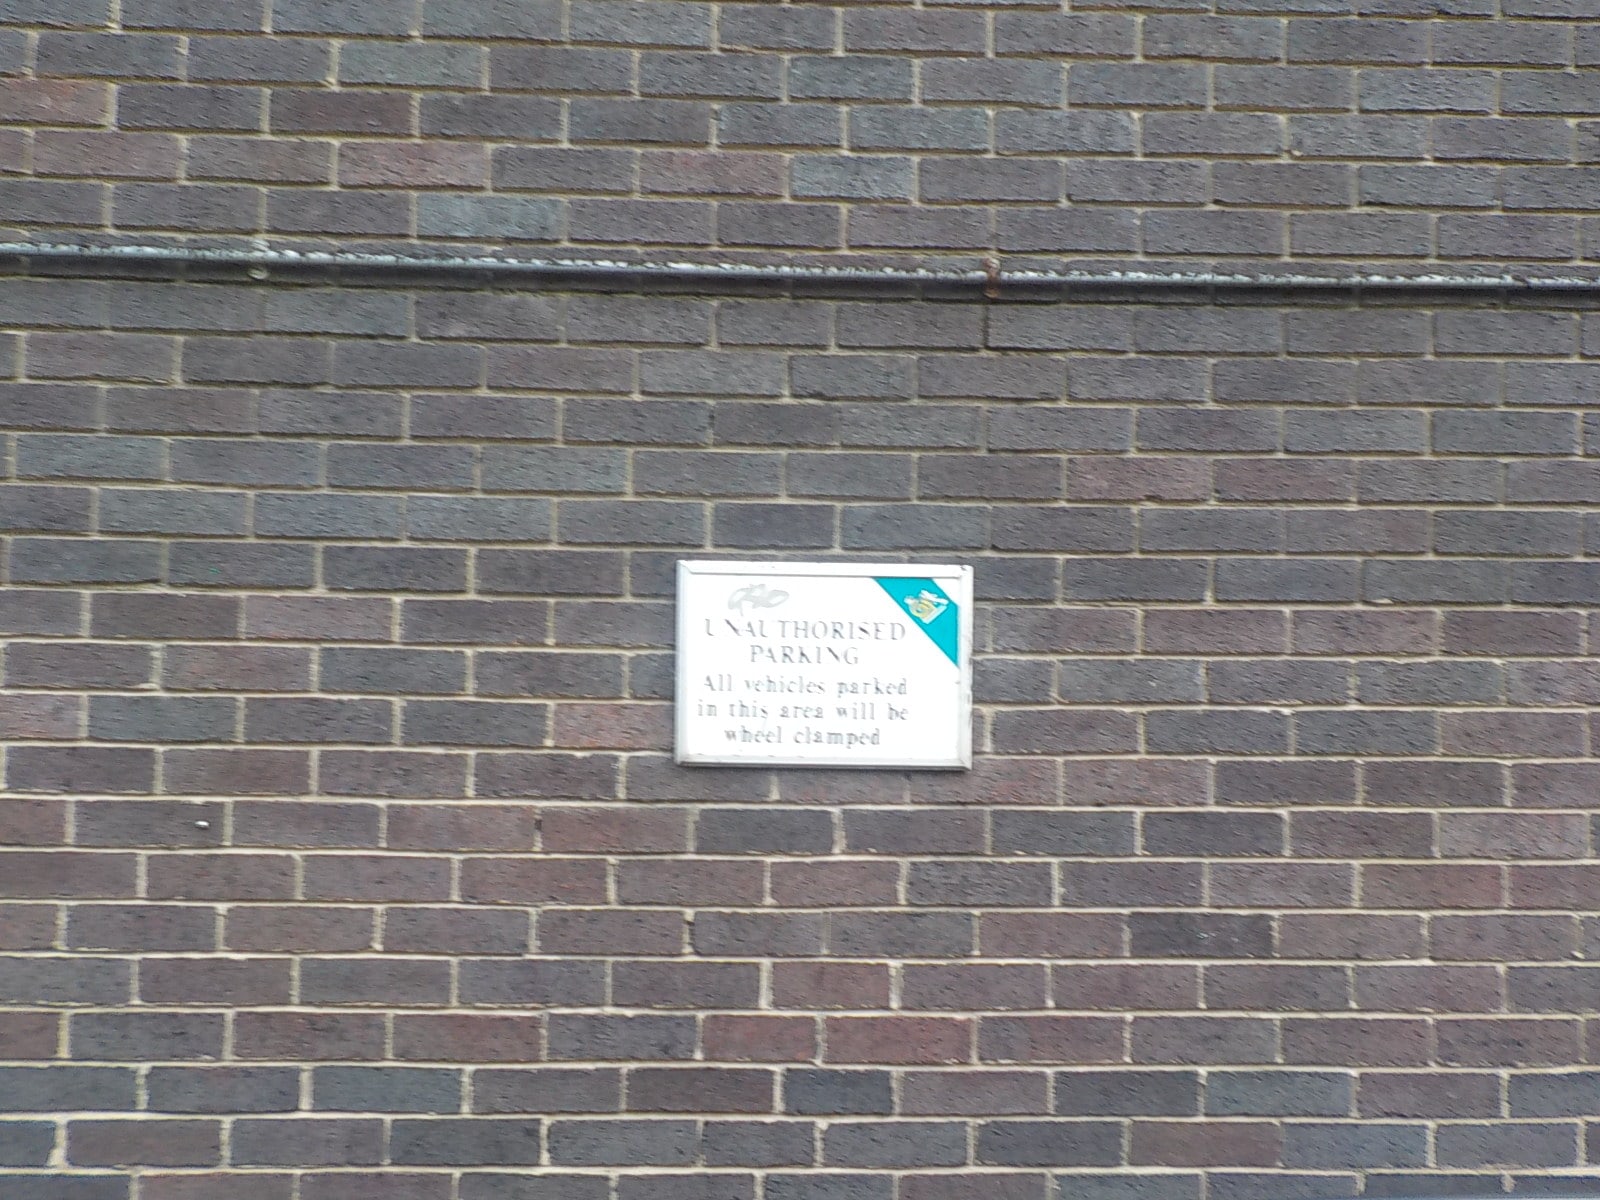 UNAUTHORISED
PARKING
All vehicles parked
in this area will be
wheel clamped